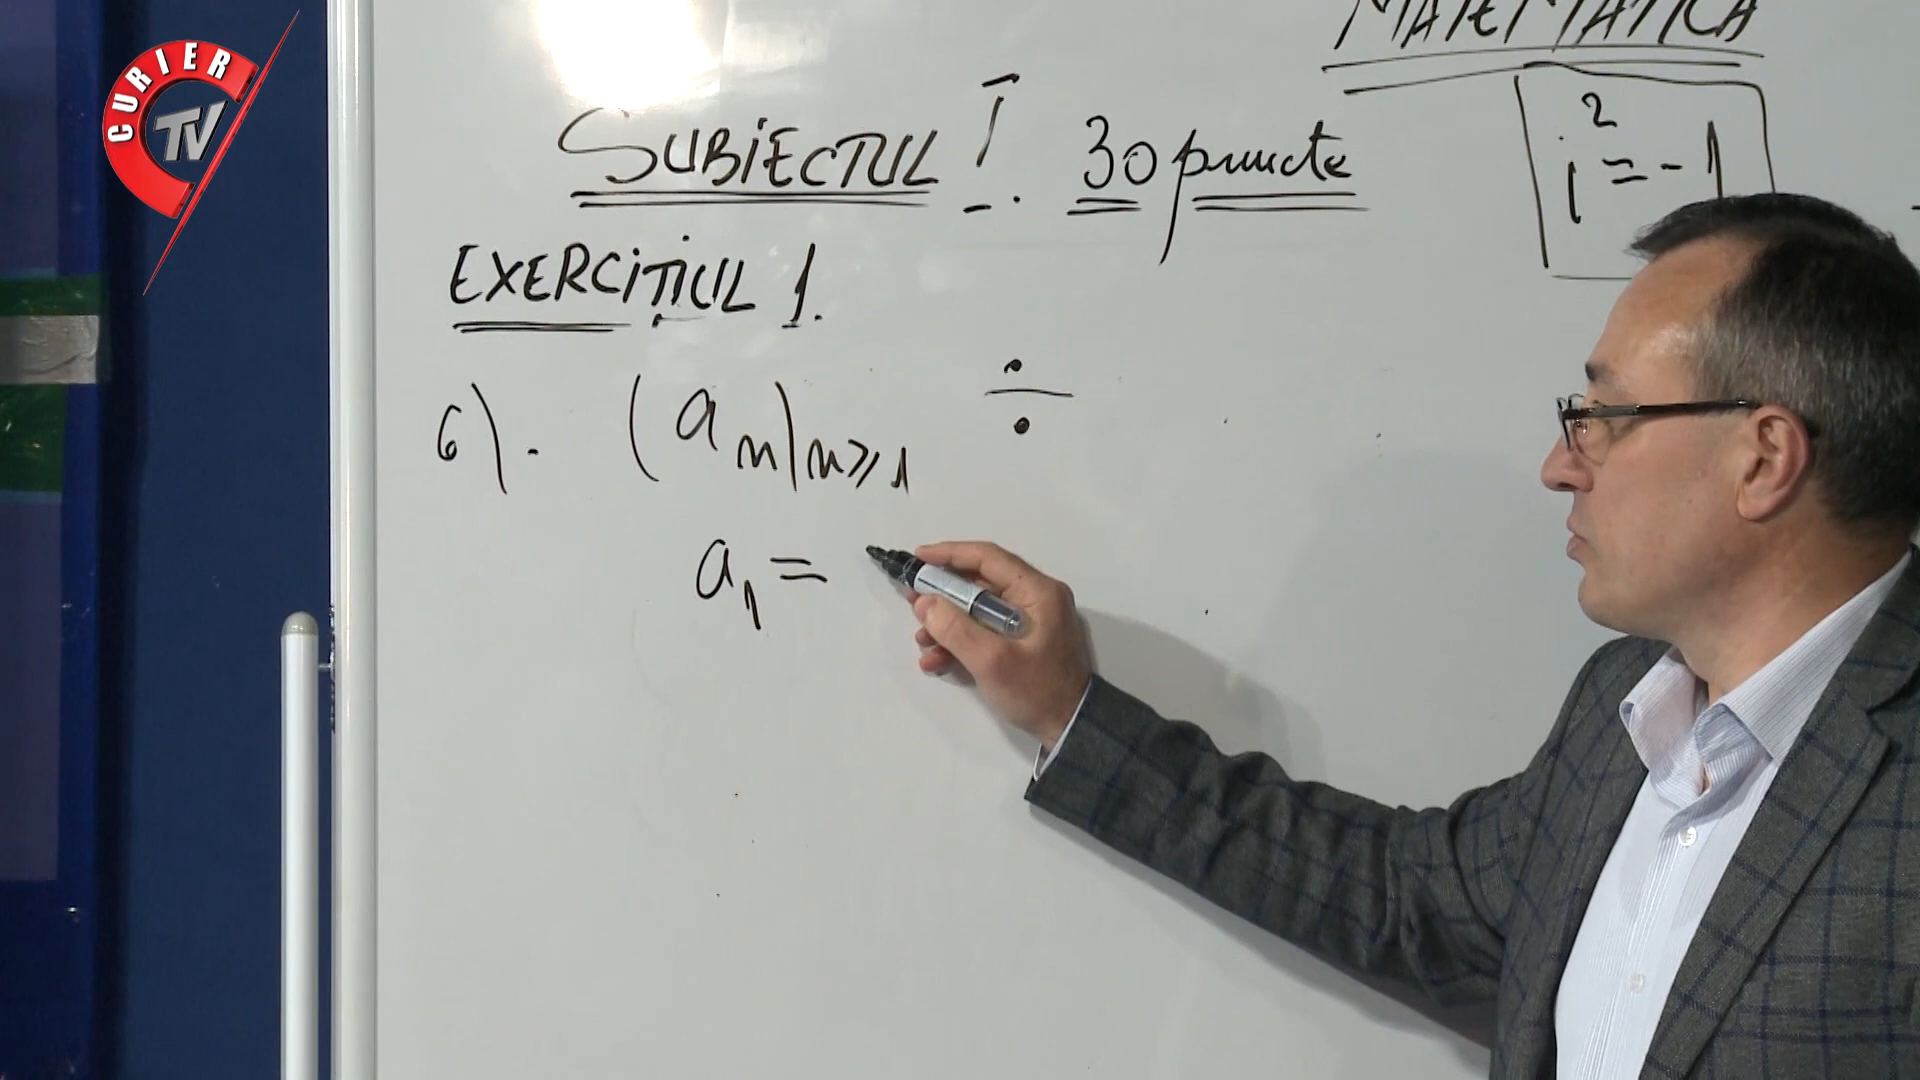 CURIER
TV
MATEMATICA
SUBIECTUL I. 30 puncte
i² = -1
EXERCIȚIUL 1.
6). (aₙ)ₙ≥₁ ÷
a₁ =